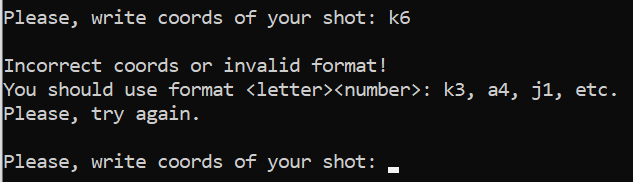 Please, write coords of your shot: k6
Incorrect coords or invalid format!
You should use format <letter><number>: k3, a4, j1, etc.
Please, try again.
Please, write coords of your shot: